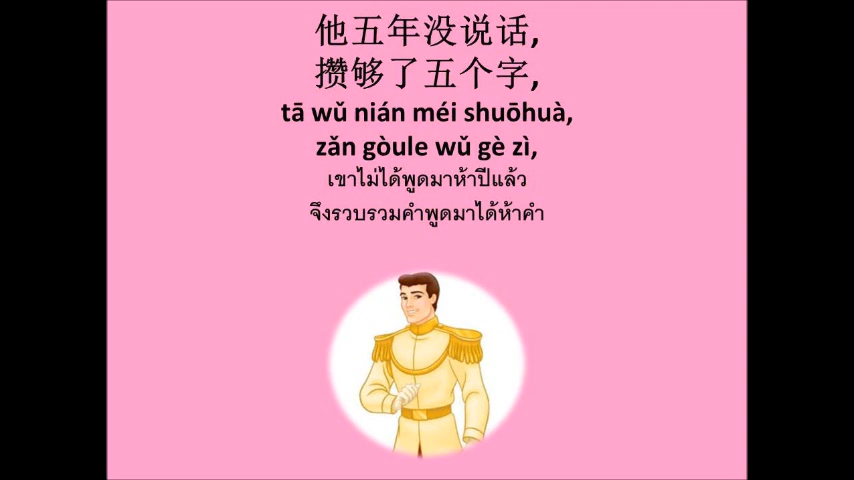 他五年没说话,
攒够了五个字,
tā wǔ nián méi shuōhuà,
zǎn gòule wǔ gè zì,
เขาไม่ได้พูดมาห้าปีแล้ว
จึงรวบรวมคำพูดมาได้ห้าคำ